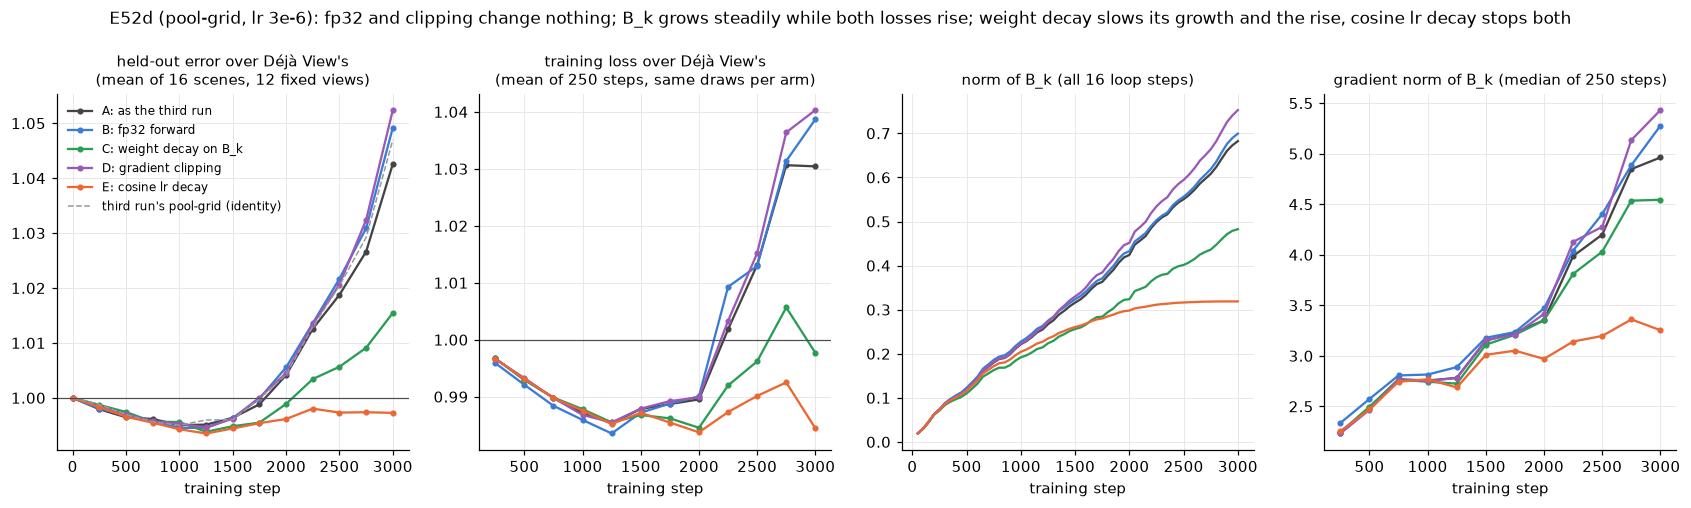 E52d (pool-grid, lr 3e-6): fp32 and clipping change nothing; B_k grows steadily while both losses rise; weight decay slows its growth and the rise, cosine lr decay stops both
held-out error over Déjà View's
(mean of 16 scenes, 12 fixed views)
1.05
1.04
1.03
1.02
1.01
1.00
A: as the third run
B: fp32 forward
C: weight decay on B_k
D: gradient clipping
E: cosine lr decay
third run's pool-grid (identity)
0 500 1000 1500 2000 2500 3000
training step
training loss over Déjà View's
(mean of 250 steps, same draws per arm)
1.04
1.03
1.02
1.01
1.00
0.99
500 1000 1500 2000 2500 3000
training step
norm of B_k (all 16 loop steps)
0.7
0.6
0.5
0.4
0.3
0.2
0.1
0.0
0 500 1000 1500 2000 2500 3000
training step
gradient norm of B_k (median of 250 steps)
5.5
5.0
4.5
4.0
3.5
3.0
2.5
500 1000 1500 2000 2500 3000
training step